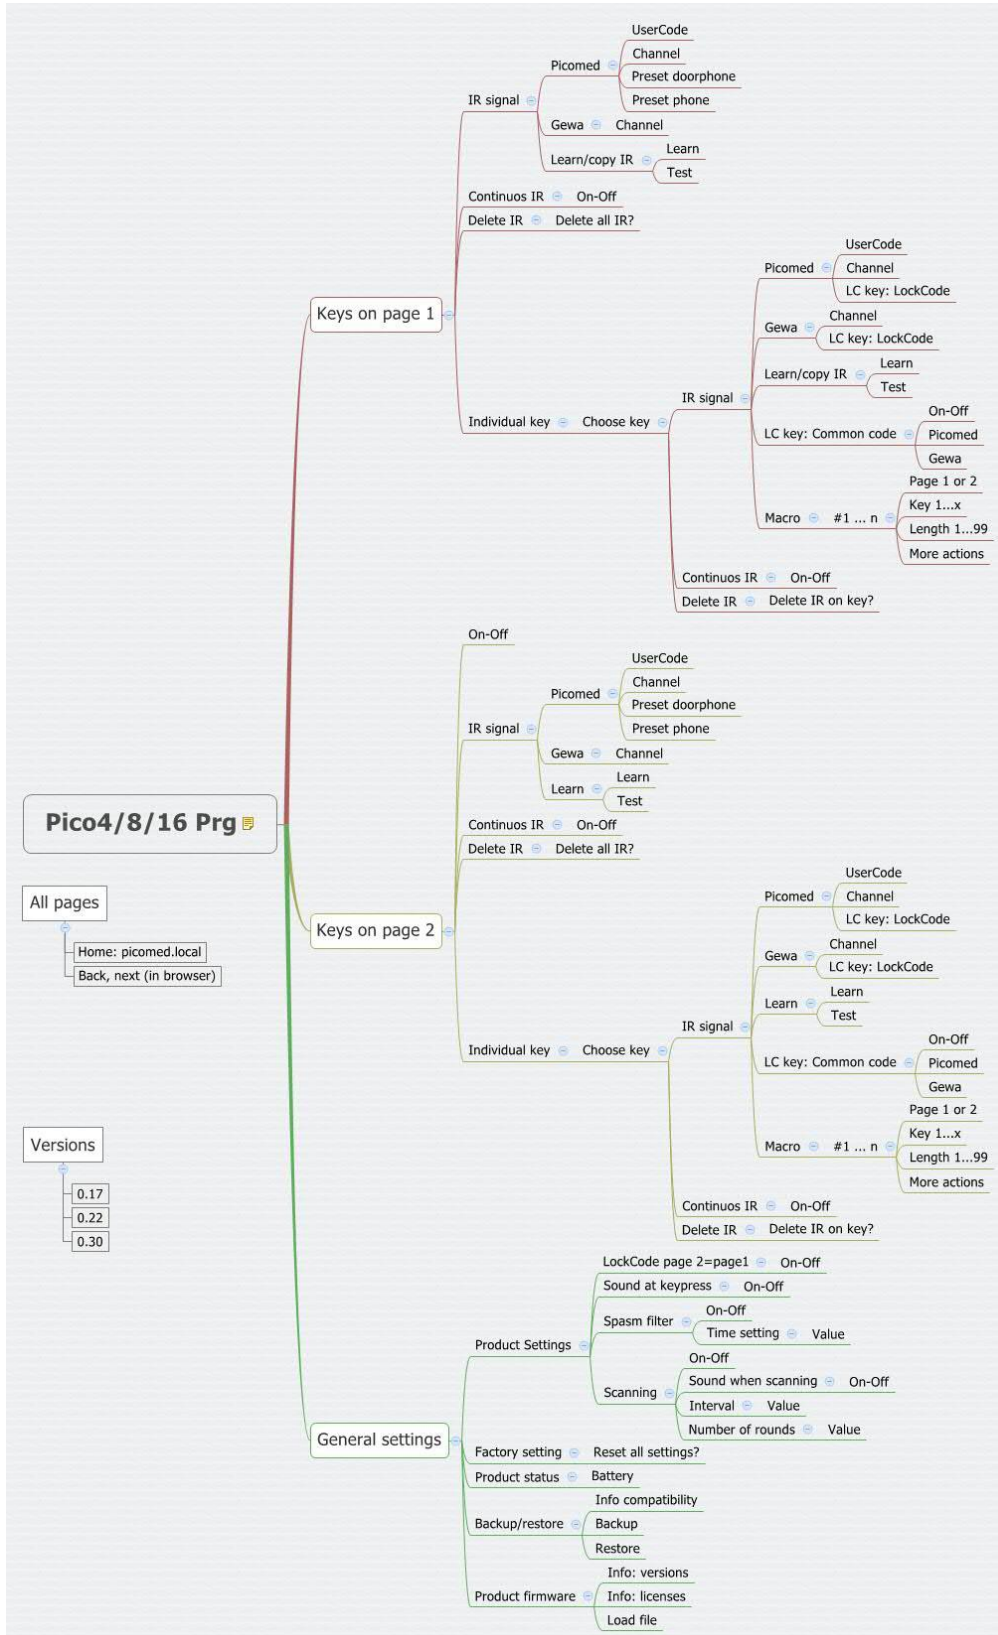 Pico4/8/16 Prg
Keys on page 1
IR signal
Picomed
UserCode
Channel
Preset doorphone
Preset phone
Gewa
Channel
Learn/copy IR
Learn
Test
Continuos IR
On-Off
Delete IR
Delete all IR?
Individual key
Choose key
IR signal
Picomed
UserCode
Channel
LC key: LockCode
Gewa
Channel
LC key: LockCode
Learn/copy IR
Learn
Test
LC key: Common code
On-Off
Picomed
Gewa
Macro
#1 ... n
Page 1 or 2
Key 1...x
Length 1...99
More actions
Continuos IR
On-Off
Delete IR
Delete IR on key?
Keys on page 2
On-Off
IR signal
Picomed
UserCode
Channel
Preset doorphone
Preset phone
Gewa
Channel
Learn
Learn
Test
Continuos IR
On-Off
Delete IR
Delete all IR?
Individual key
Choose key
IR signal
Picomed
UserCode
Channel
LC key: LockCode
Gewa
Channel
LC key: LockCode
Learn
Learn
Test
LC key: Common code
On-Off
Picomed
Gewa
Macro
#1 ... n
Page 1 or 2
Key 1...x
Length 1...99
More actions
Continuos IR
On-Off
Delete IR
Delete IR on key?
General settings
Product Settings
LockCode page 2=page1
On-Off
Sound at keypress
On-Off
Spasm filter
On-Off
Time setting
Value
Scanning
On-Off
Sound when scanning
On-Off
Interval
Value
Number of rounds
Value
Factory setting
Reset all settings?
Product status
Battery
Backup/restore
Info compatibility
Backup
Restore
Product firmware
Info: versions
Info: licenses
Load file
All pages
Home: picomed.local
Back, next (in browser)
Versions
0.17
0.22
0.30